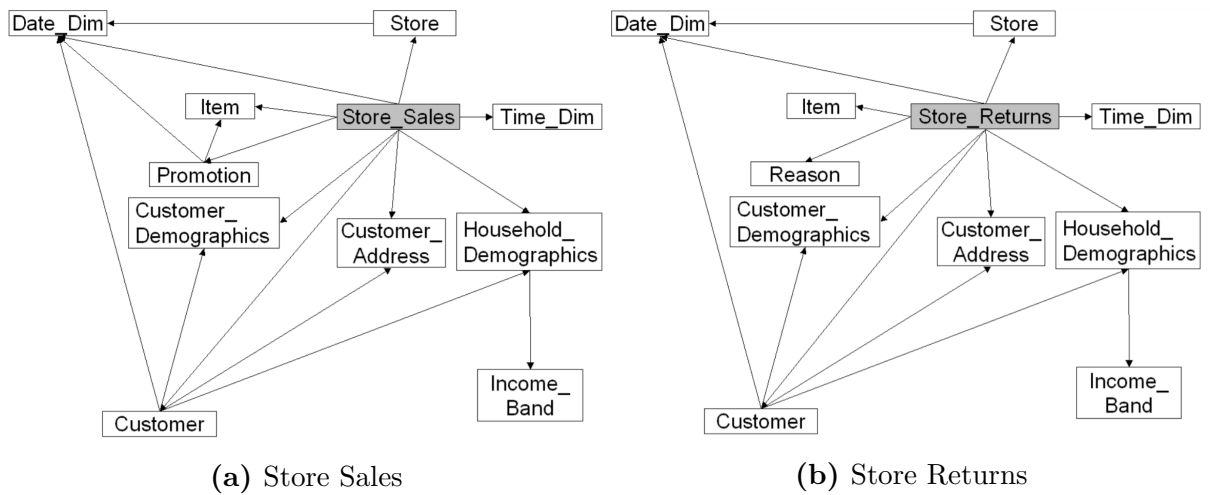 Date_Dim
Store
Item
Store_Sales
Time_Dim
Promotion
Customer_
Demographics
Customer_
Address
Household_
Demographics
Income_
Band
Customer
(a) Store Sales
Date_Dim
Store
Item
Store_Returns
Time_Dim
Reason
Customer_
Demographics
Customer_
Address
Household_
Demographics
Income_
Band
Customer
(b) Store Returns